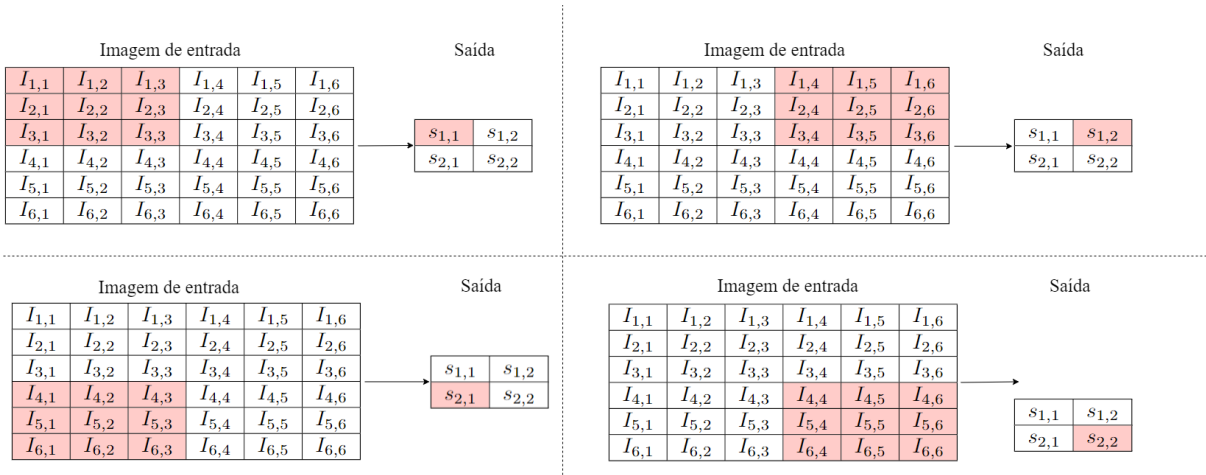 Imagem de entrada
Saída
I1,1 I1,2 I1,3 I1,4 I1,5 I1,6
I2,1 I2,2 I2,3 I2,4 I2,5 I2,6
I3,1 I3,2 I3,3 I3,4 I3,5 I3,6
I4,1 I4,2 I4,3 I4,4 I4,5 I4,6
I5,1 I5,2 I5,3 I5,4 I5,5 I5,6
I6,1 I6,2 I6,3 I6,4 I6,5 I6,6
s1,1 s1,2
s2,1 s2,2
Imagem de entrada
Saída
I1,1 I1,2 I1,3 I1,4 I1,5 I1,6
I2,1 I2,2 I2,3 I2,4 I2,5 I2,6
I3,1 I3,2 I3,3 I3,4 I3,5 I3,6
I4,1 I4,2 I4,3 I4,4 I4,5 I4,6
I5,1 I5,2 I5,3 I5,4 I5,5 I5,6
I6,1 I6,2 I6,3 I6,4 I6,5 I6,6
s1,1 s1,2
s2,1 s2,2
Imagem de entrada
Saída
I1,1 I1,2 I1,3 I1,4 I1,5 I1,6
I2,1 I2,2 I2,3 I2,4 I2,5 I2,6
I3,1 I3,2 I3,3 I3,4 I3,5 I3,6
I4,1 I4,2 I4,3 I4,4 I4,5 I4,6
I5,1 I5,2 I5,3 I5,4 I5,5 I5,6
I6,1 I6,2 I6,3 I6,4 I6,5 I6,6
s1,1 s1,2
s2,1 s2,2
Imagem de entrada
Saída
I1,1 I1,2 I1,3 I1,4 I1,5 I1,6
I2,1 I2,2 I2,3 I2,4 I2,5 I2,6
I3,1 I3,2 I3,3 I3,4 I3,5 I3,6
I4,1 I4,2 I4,3 I4,4 I4,5 I4,6
I5,1 I5,2 I5,3 I5,4 I5,5 I5,6
I6,1 I6,2 I6,3 I6,4 I6,5 I6,6
s1,1 s1,2
s2,1 s2,2